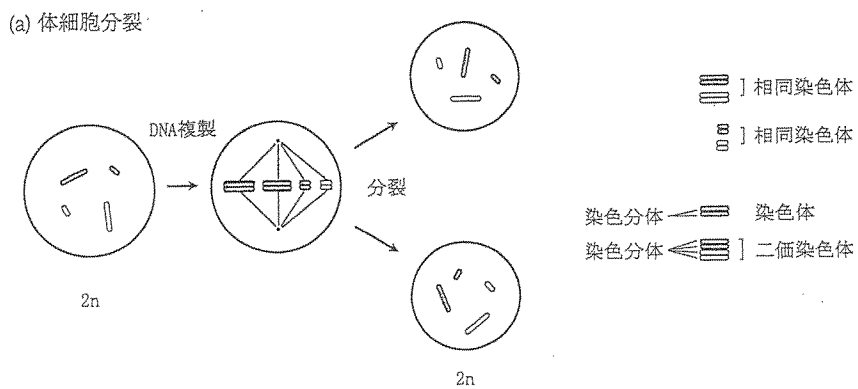 (a) 体細胞分裂
DNA複製
分裂
2n
2n
] 相同染色体
] 相同染色体
染色分体 染色体
染色分体 ] 二価染色体